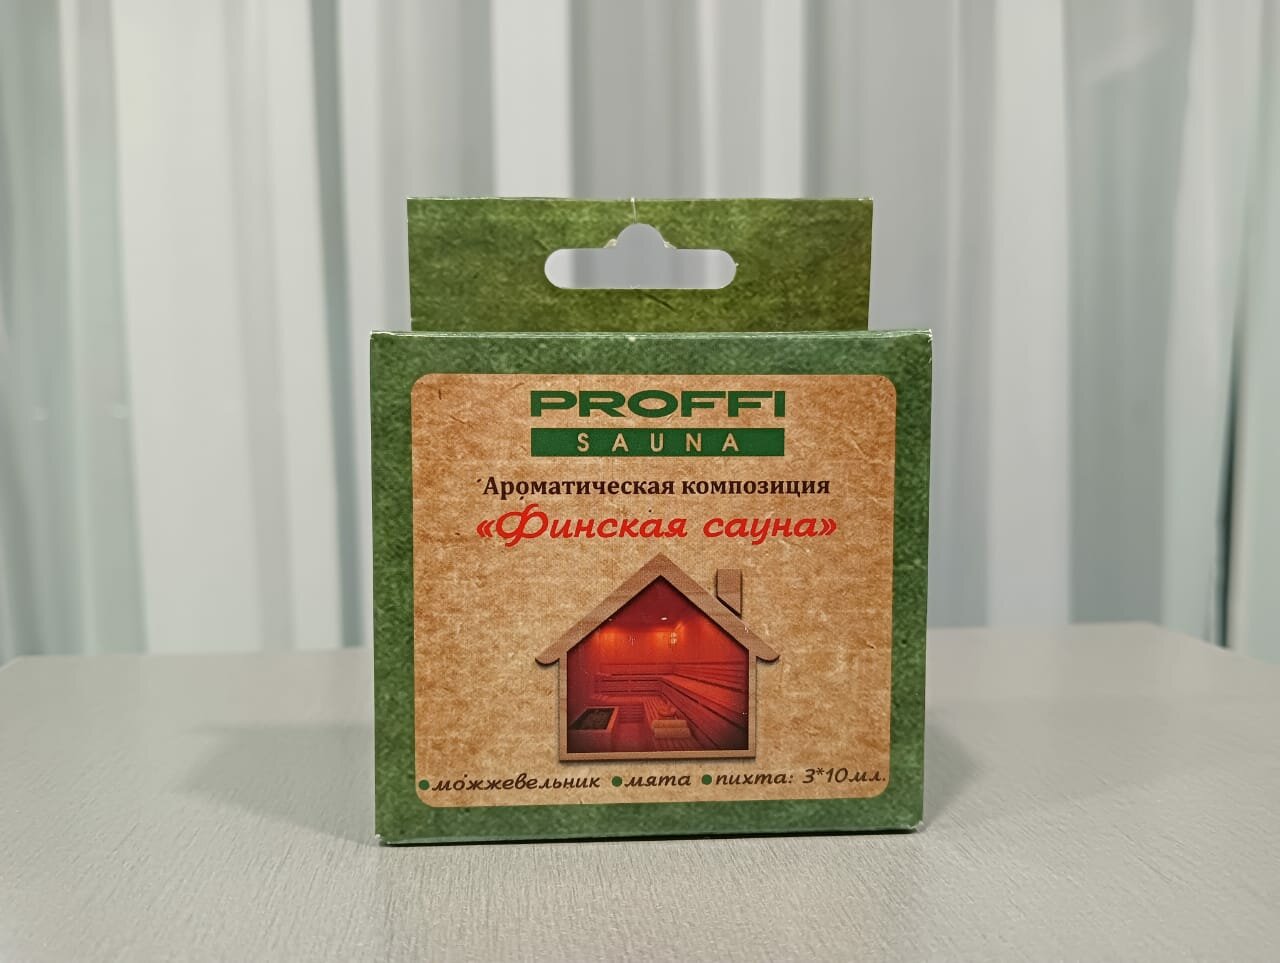 PROFFI
SAUNA
Ароматическая композиция
«Финская сауна»
•можжевельник •мята •пихта: 3*10мл.